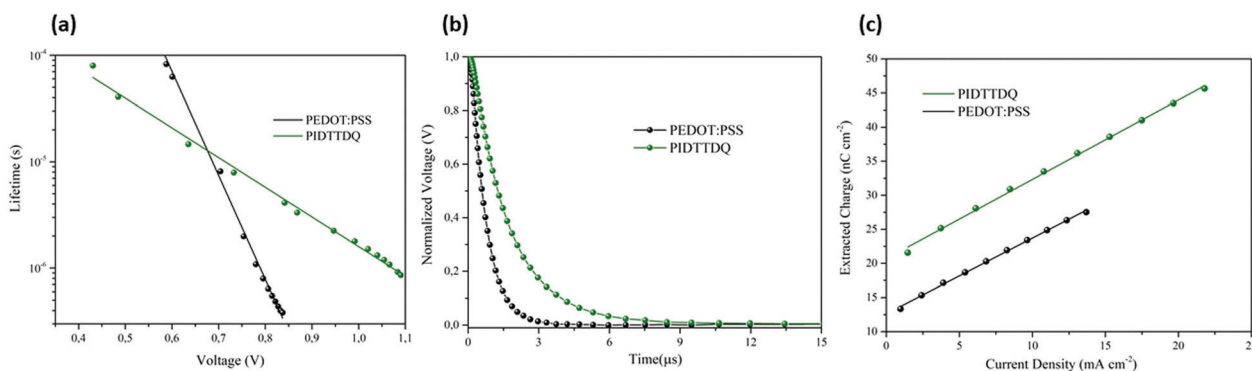 (a)
Lifetime (s)
10⁻⁴
10⁻⁵
10⁻⁶
PEDOT:PSS
PIDTTDQ
0,4 0,5 0,6 0,7 0,8 0,9 1,0 1,1
Voltage (V)
(b)
Normalized Voltage (V)
1,0
0,8
0,6
0,4
0,2
0,0
PEDOT:PSS
PIDTTDQ
0 3 6 9 12 15
Time(μs)
(c)
Extracted Charge (nC cm⁻²)
50
45
40
35
30
25
20
15
10
PIDTTDQ
PEDOT:PSS
0 5 10 15 20
Current Density (mA cm⁻²)